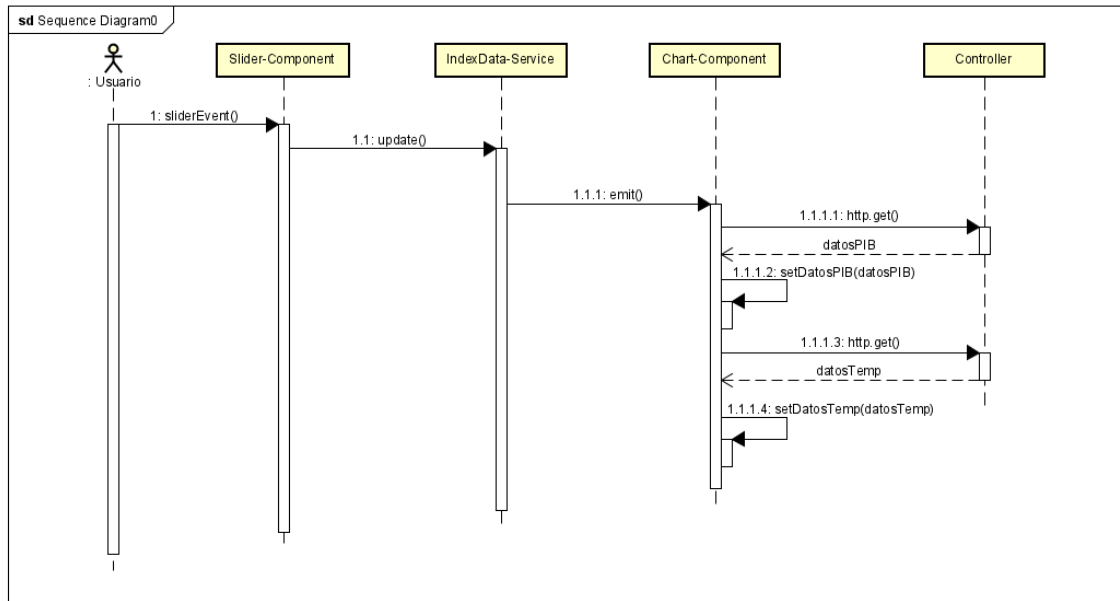 sd Sequence Diagram0
: Usuario
Slider-Component
IndexData-Service
Chart-Component
Controller
1: sliderEvent()
1.1: update()
1.1.1: emit()
1.1.1.1: http.get()
datosPIB
1.1.1.2: setDatosPIB(datosPIB)
1.1.1.3: http.get()
datosTemp
1.1.1.4: setDatosTemp(datosTemp)